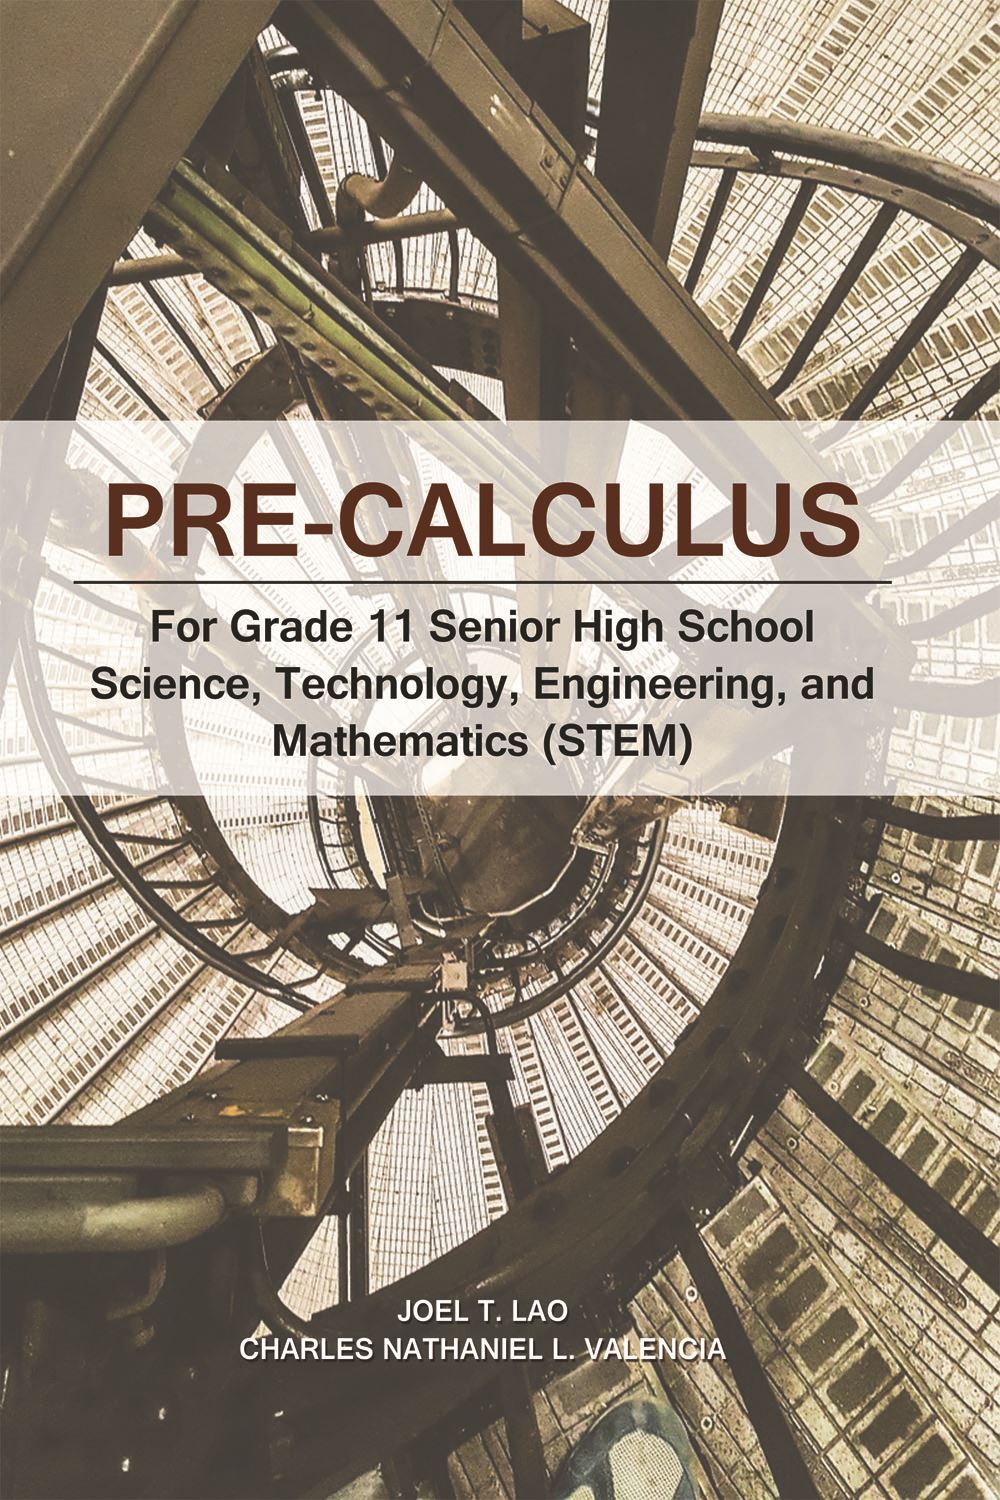 PRE-CALCULUS
For Grade 11 Senior High School
Science, Technology, Engineering, and
Mathematics (STEM)
JOEL T. LAO
CHARLES NATHANIEL L. VALENCIA